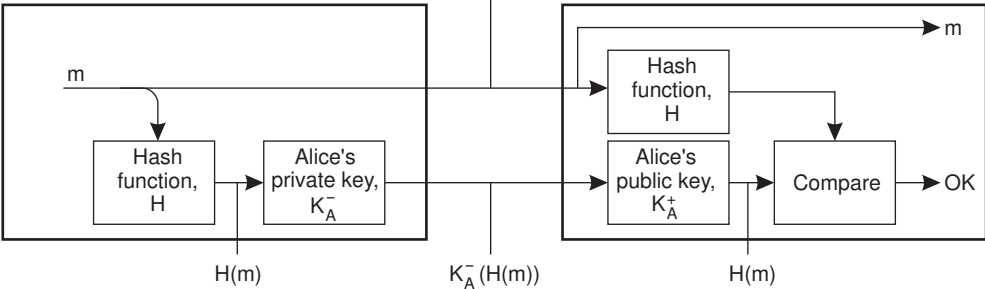 m
m
Hash
function,
H
Hash
function,
H
Alice's
private key,
K_A^-
Alice's
public key,
K_A^+
Compare
OK
H(m)
K_A^-(H(m))
H(m)